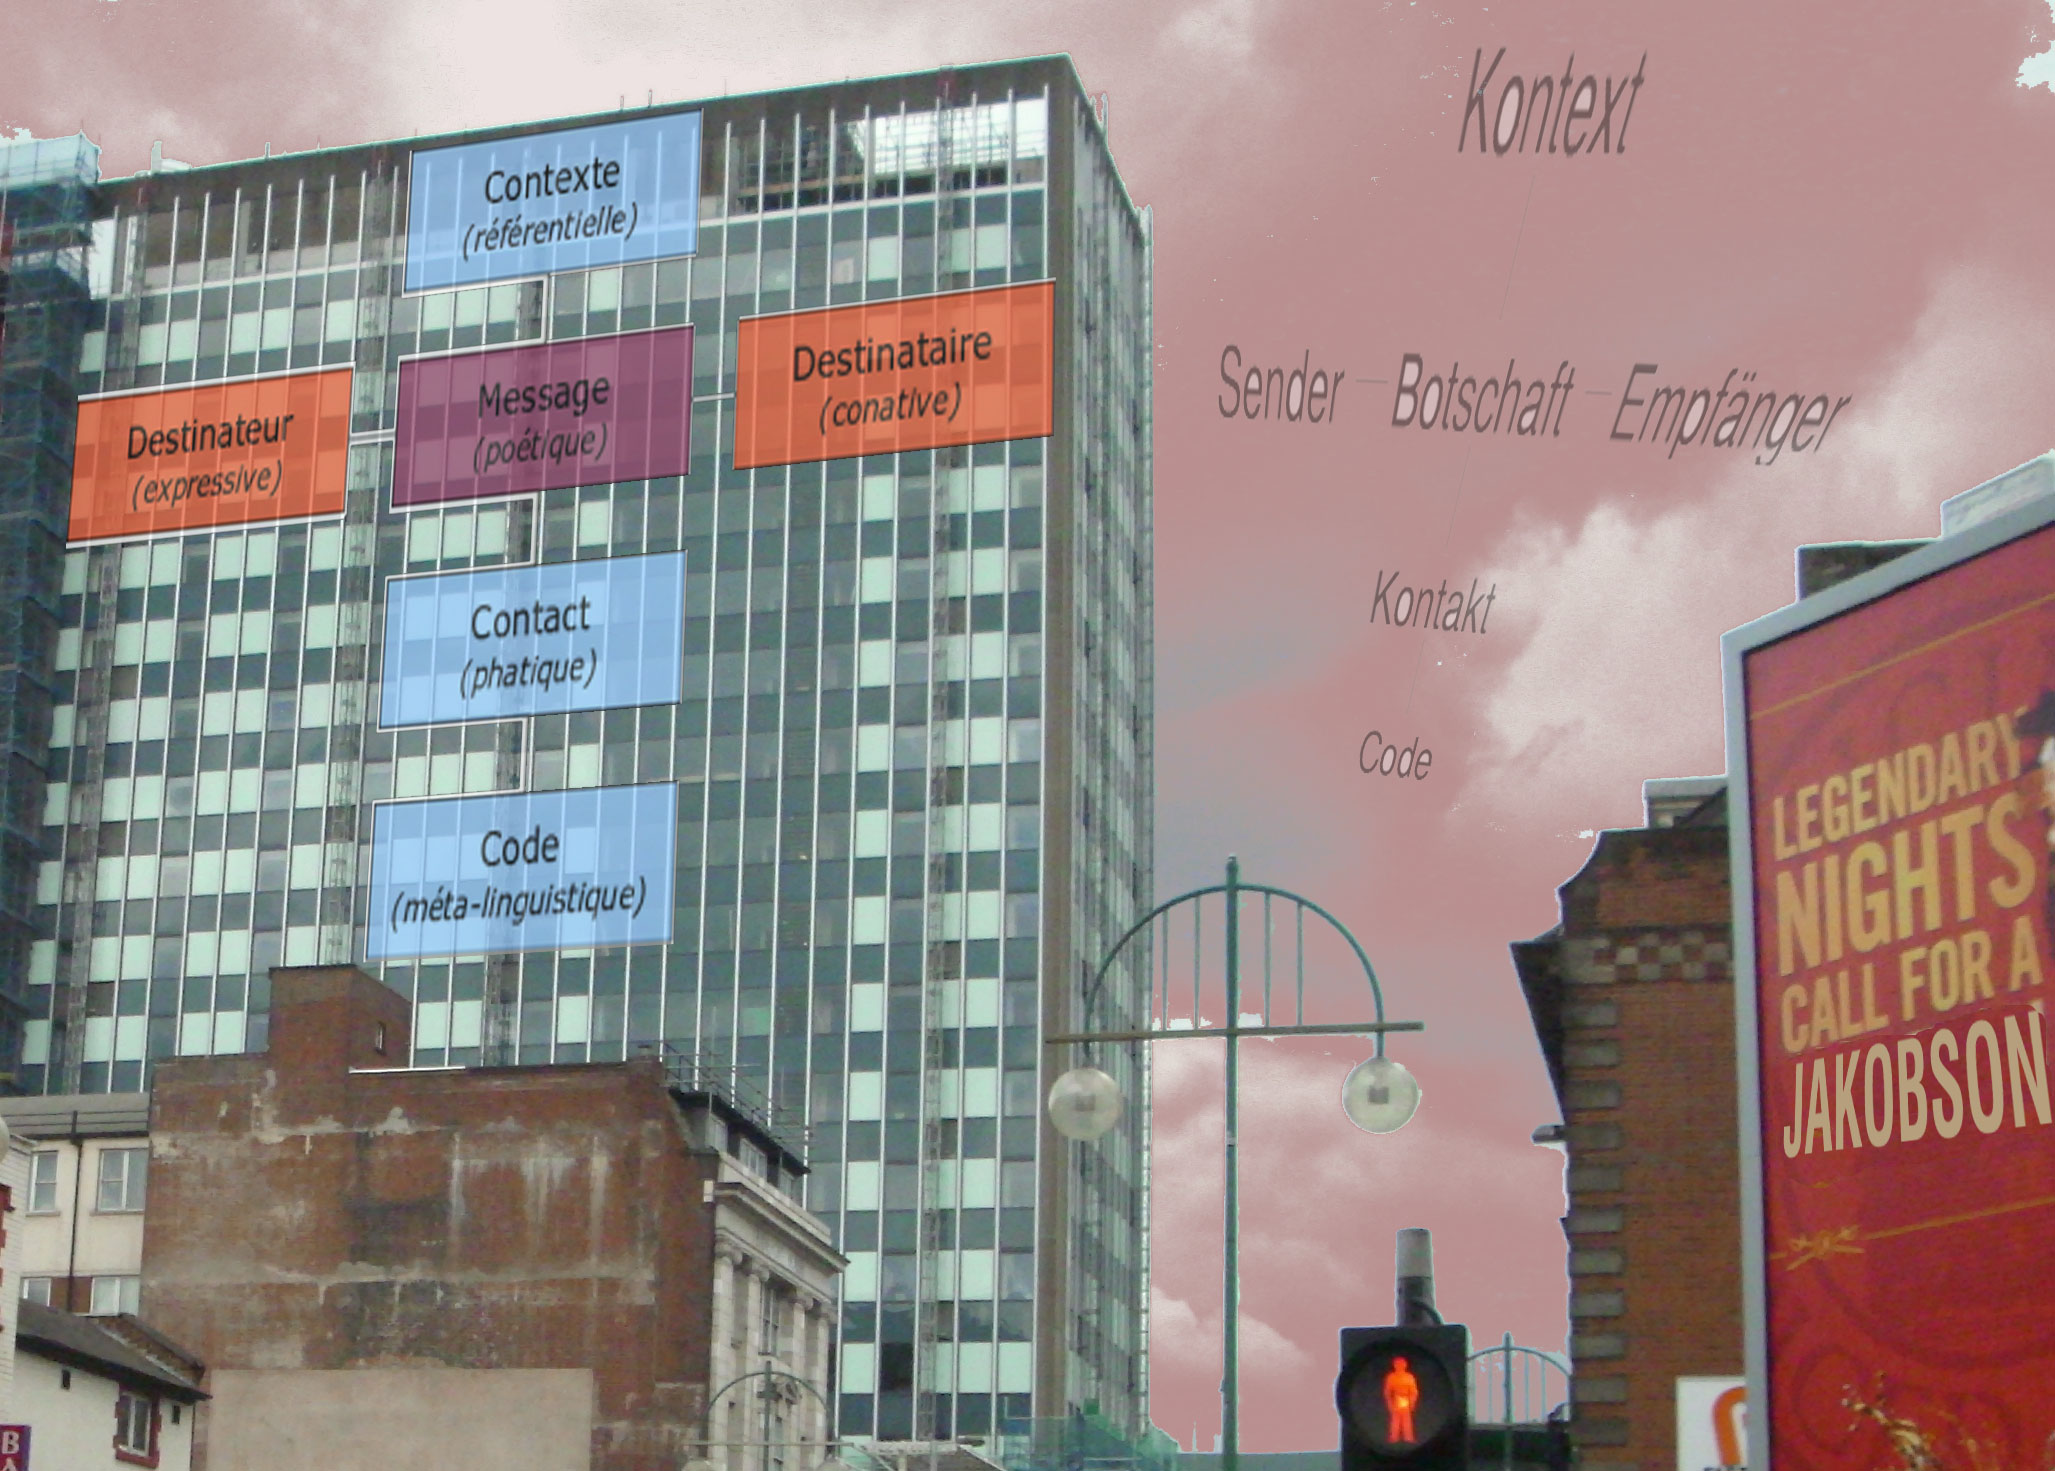 Contexte
(référentielle)
Destinateur
(expressive)
Message
(poétique)
Destinataire
(conative)
Contact
(phatique)
Code
(méta-linguistique)
Kontext
Sender – Botschaft – Empfänger
Kontakt
Code
LEGENDARY
NIGHTS
CALL FOR A
JAKOBSON
B